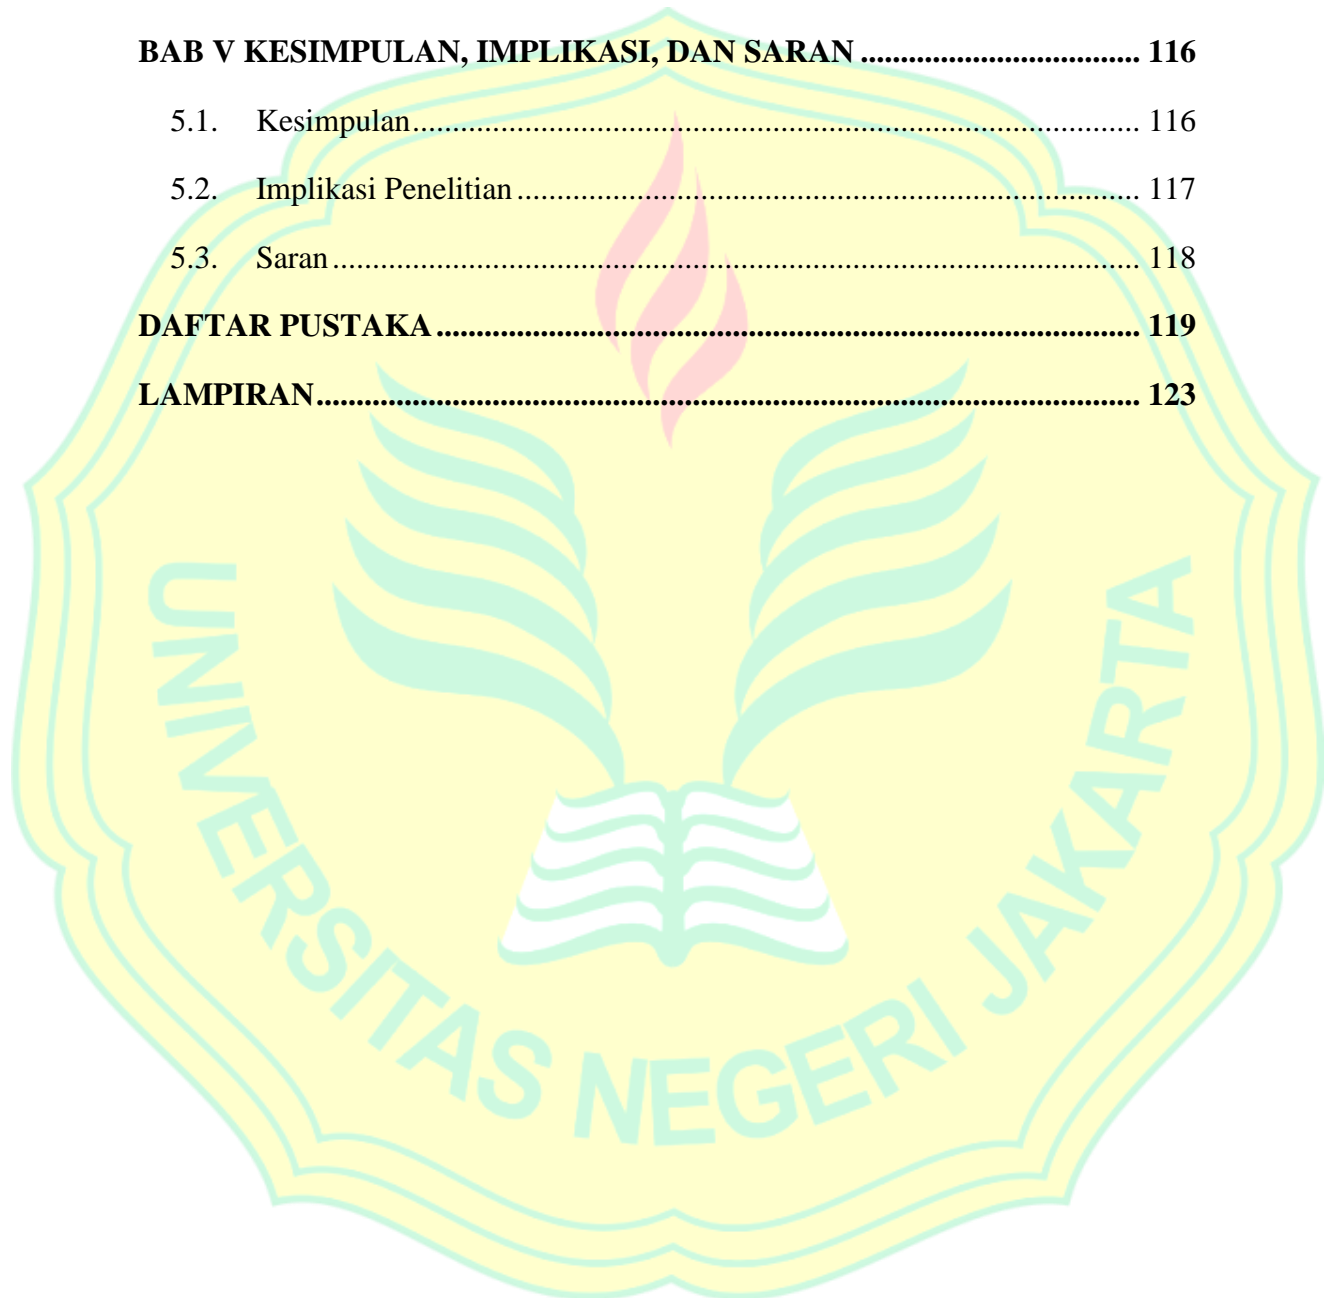 BAB V KESIMPULAN, IMPLIKASI, DAN SARAN ................................... 116
5.1. Kesimpulan............................................................................................ 116
5.2. Implikasi Penelitian ............................................................................... 117
5.3. Saran ...................................................................................................... 118
DAFTAR PUSTAKA ........................................................................................ 119
LAMPIRAN....................................................................................................... 123
UNIVERSITAS NEGERI JAKARTA